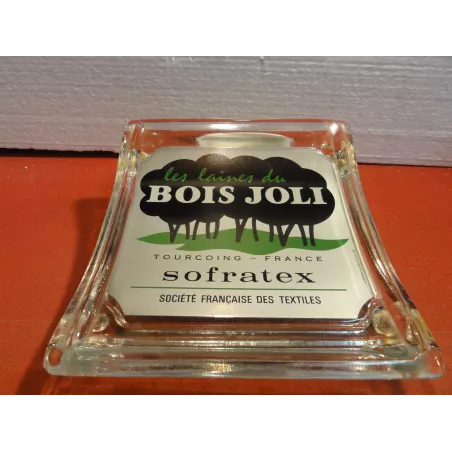 les laines du
BOIS JOLI
TOURCOING - FRANCE
sofratex
SOCIÉTÉ FRANÇAISE DES TEXTILES